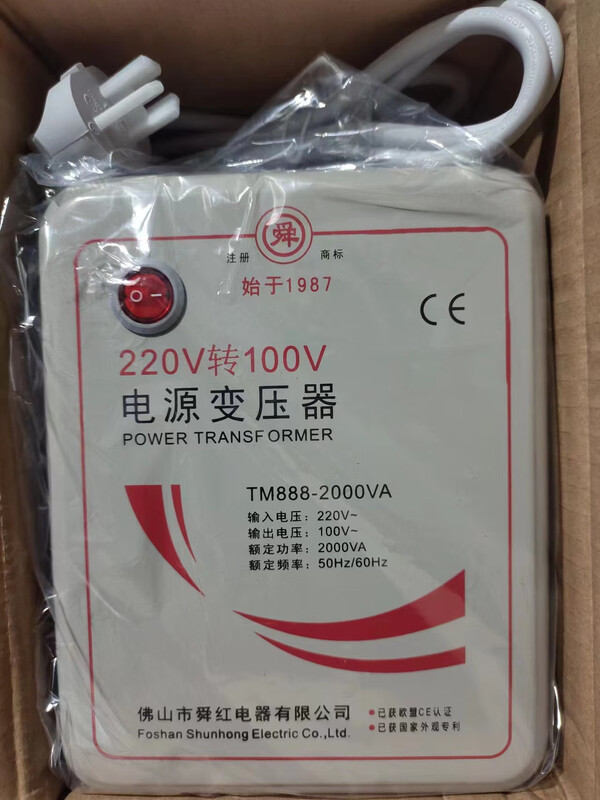 舜
注册 商标
始于1987
CE
220V转100V
电源变压器
POWER TRANSFORMER
TM888-2000VA
输入电压：220V~
输出电压：100V~
额定功率：2000VA
额定频率：50Hz/60Hz
佛山市舜红电器有限公司
Foshan Shunhong Electric Co.,Ltd.
•已获欧盟CE认证
•已获国家外观专利